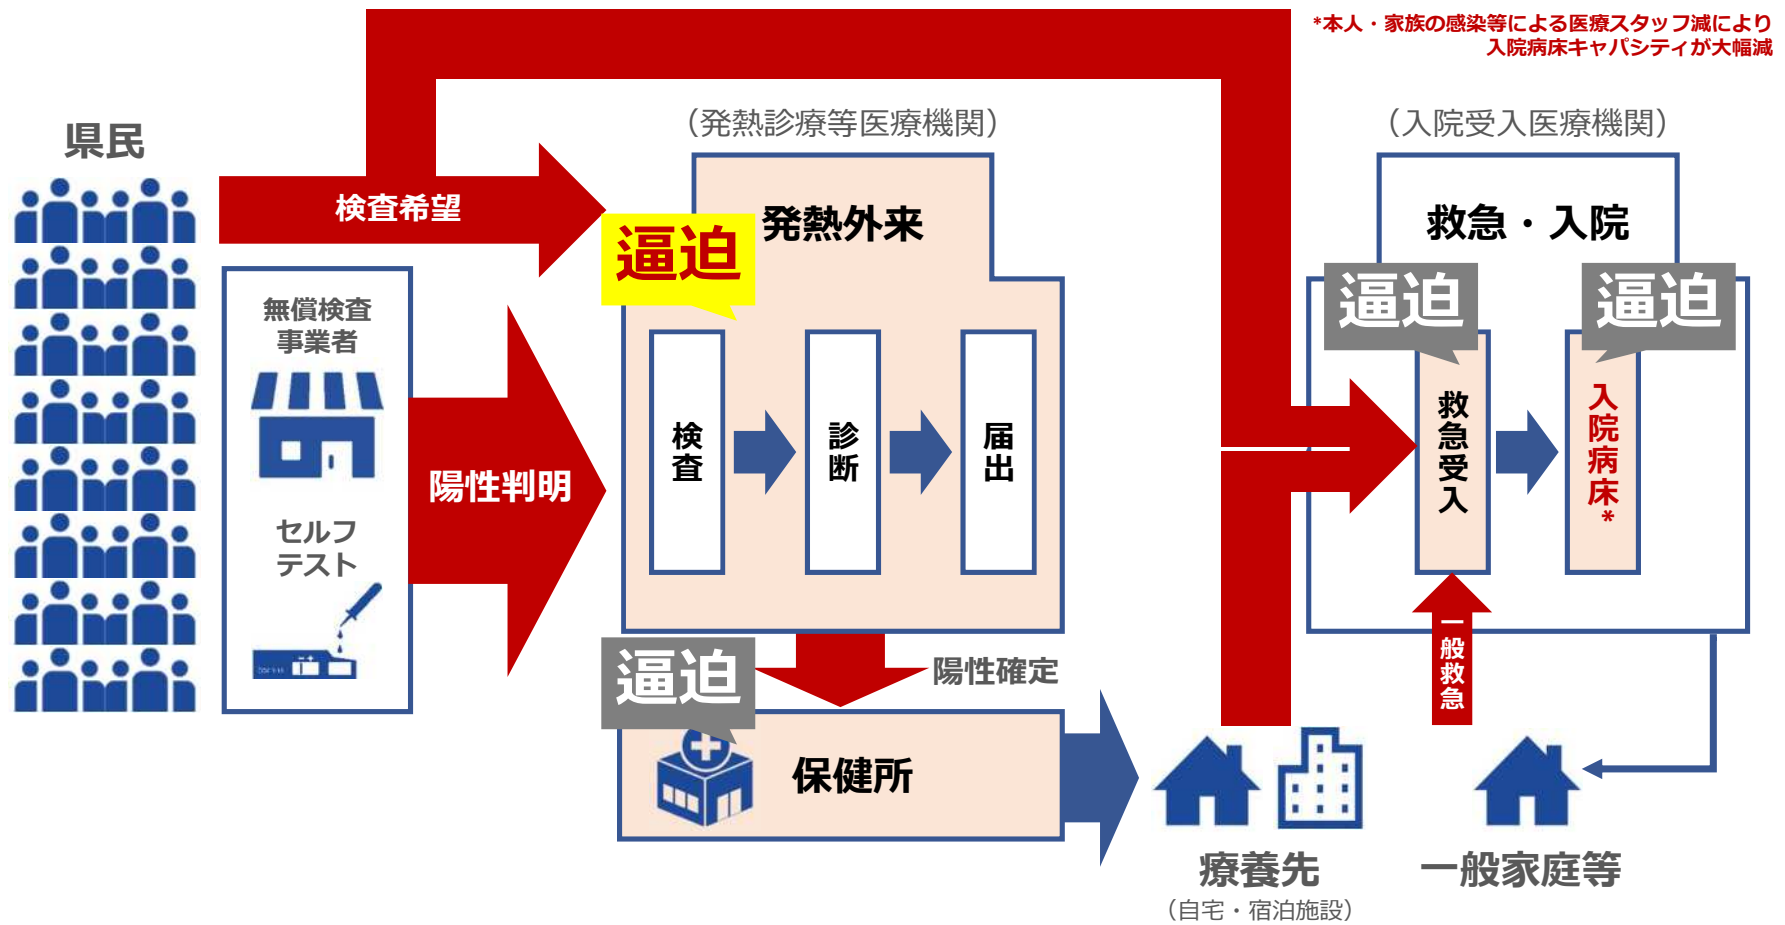 *本人・家族の感染等による医療スタッフ減により
入院病床キャパシティが大幅減
県民
検査希望
無償検査
事業者
セルフ
テスト
陽性判明
（発熱診療等医療機関）
発熱外来
逼迫
検査
診断
届出
陽性確定
逼迫
保健所
療養先
（自宅・宿泊施設）
（入院受入医療機関）
救急・入院
逼迫
逼迫
救急受入
入院病床*
一般救急
一般家庭等